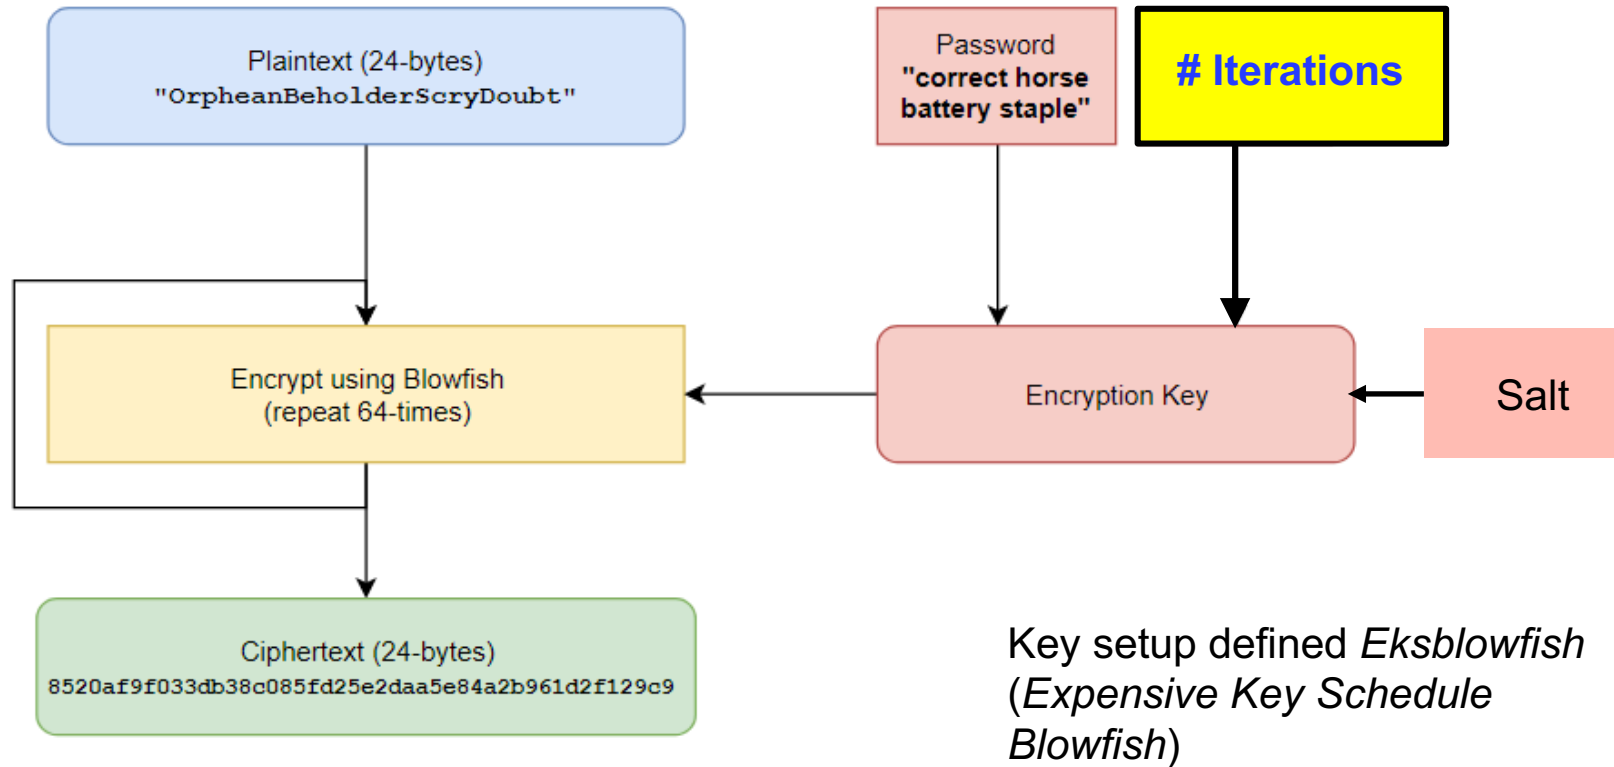 Plaintext (24-bytes)
"OrpheanBeholderScryDoubt"
Password
"correct horse
battery staple"
# Iterations
Encrypt using Blowfish
(repeat 64-times)
Encryption Key
Salt
Ciphertext (24-bytes)
8520af9f033db38c085fd25e2daa5e84a2b961d2f129c9
Key setup defined Eksblowfish
(Expensive Key Schedule
Blowfish)